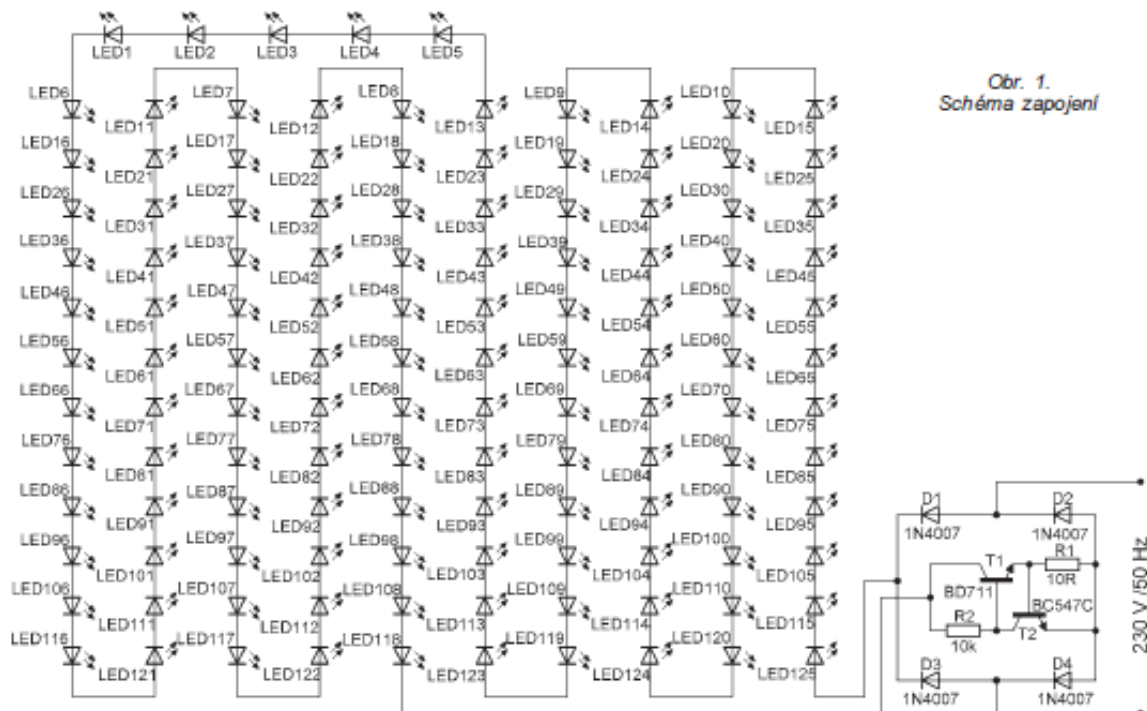 LED1 LED2 LED3 LED4 LED5
Obr. 1.
Schéma zapojení
LED6 LED7 LED8 LED9 LED10
LED11 LED12 LED13 LED14 LED15
LED16 LED17 LED18 LED19 LED20
LED21 LED22 LED23 LED24 LED25
LED26 LED27 LED28 LED29 LED30
LED31 LED32 LED33 LED34 LED35
LED36 LED37 LED38 LED39 LED40
LED41 LED42 LED43 LED44 LED45
LED46 LED47 LED48 LED49 LED50
LED51 LED52 LED53 LED54 LED55
LED56 LED57 LED58 LED59 LED60
LED61 LED62 LED63 LED64 LED65
LED66 LED67 LED68 LED69 LED70
LED71 LED72 LED73 LED74 LED75
LED76 LED77 LED78 LED79 LED80
LED81 LED82 LED83 LED84 LED85
LED86 LED87 LED88 LED89 LED90
LED91 LED92 LED93 LED94 LED95
LED96 LED97 LED98 LED99 LED100
LED101 LED102 LED103 LED104 LED105
LED106 LED107 LED108 LED109 LED110
LED111 LED112 LED113 LED114 LED115
LED116 LED117 LED118 LED119 LED120
LED121 LED122 LED123 LED124 LED125
D1 D2
1N4007 1N4007
T1 R1
BD711 10R
BC547C
R2 T2
10k
D3 D4
1N4007 1N4007
230 V/50 Hz